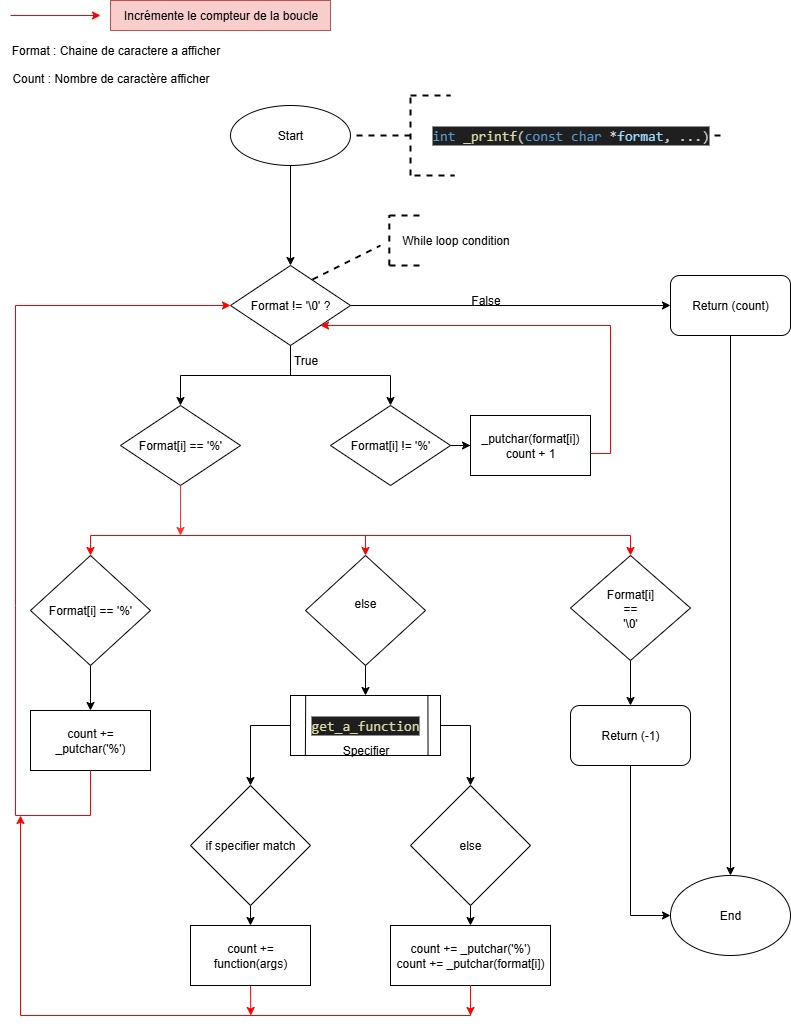 Incrémente le compteur de la boucle
Format : Chaine de caractere a afficher
Count : Nombre de caractère afficher
Start
int _printf(const char *format, ...)
While loop condition
Format != '\0' ?
False
Return (count)
True
Format[i] == '%'
Format[i] != '%'
_putchar(format[i])
count + 1
Format[i] == '%'
else
Format[i]
==
'\0'
get_a_function
Specifier
count +=
_putchar('%')
Return (-1)
if specifier match
else
End
count +=
function(args)
count += _putchar('%')
count += _putchar(format[i])